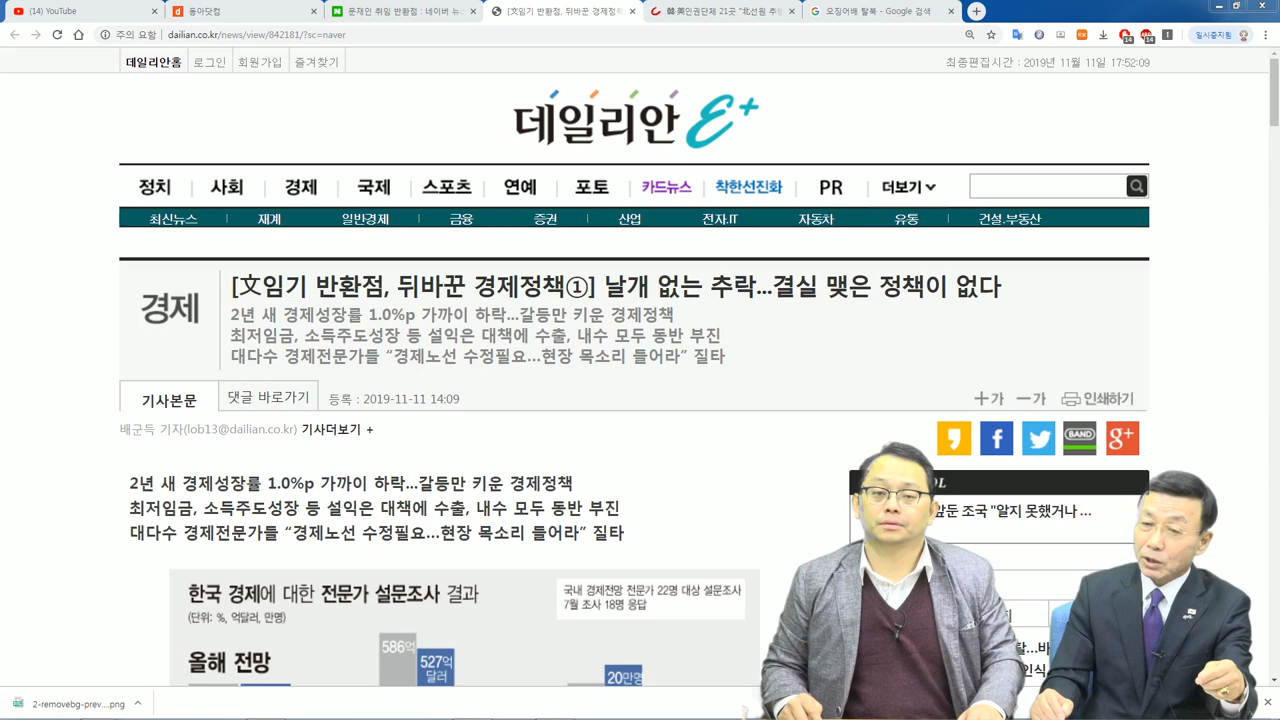 (14) YouTube
동아닷컴
문재인 취임 반환점 : 네이버 뉴스
[文임기 반환점, 뒤바꾼 경제정책
韓·美인권단체 21곳 "北선원 추방
오징어배 탈북 - Google 검색
주의 요함 | dailian.co.kr/news/view/842181/?sc=naver
일시중지됨
데일리안홈 로그인 회원가입 즐겨찾기
최종편집시간 : 2019년 11월 11일 17:52:09
데일리안 E+
정치 사회 경제 국제 스포츠 연예 포토 카드뉴스 착한선진화 PR 더보기
최신뉴스 재계 일반경제 금융 증권 산업 전자.IT 자동차 유통 건설.부동산
경제
[文임기 반환점, 뒤바꾼 경제정책①] 날개 없는 추락...결실 맺은 정책이 없다
2년 새 경제성장률 1.0%p 가까이 하락...갈등만 키운 경제정책
최저임금, 소득주도성장 등 설익은 대책에 수출, 내수 모두 동반 부진
대다수 경제전문가들 “경제노선 수정필요...현장 목소리 들어라” 질타
기사본문 댓글 바로가기 등록 : 2019-11-11 14:09
+가 -가 인쇄하기
배군득 기자(lob13@dailian.co.kr) 기사더보기 +
BAND g+
2년 새 경제성장률 1.0%p 가까이 하락...갈등만 키운 경제정책
최저임금, 소득주도성장 등 설익은 대책에 수출, 내수 모두 동반 부진
대다수 경제전문가들 “경제노선 수정필요...현장 목소리 들어라” 질타
앞둔 조국 "알지 못했거나 ...
한국 경제에 대한 전문가 설문조사 결과
(단위: %, 억달러, 만명)
국내 경제전망 전문가 22명 대상 설문조사
7월 조사 18명 응답
올해 전망
586억
527억
달러
20만명
2-removebg-prev....png